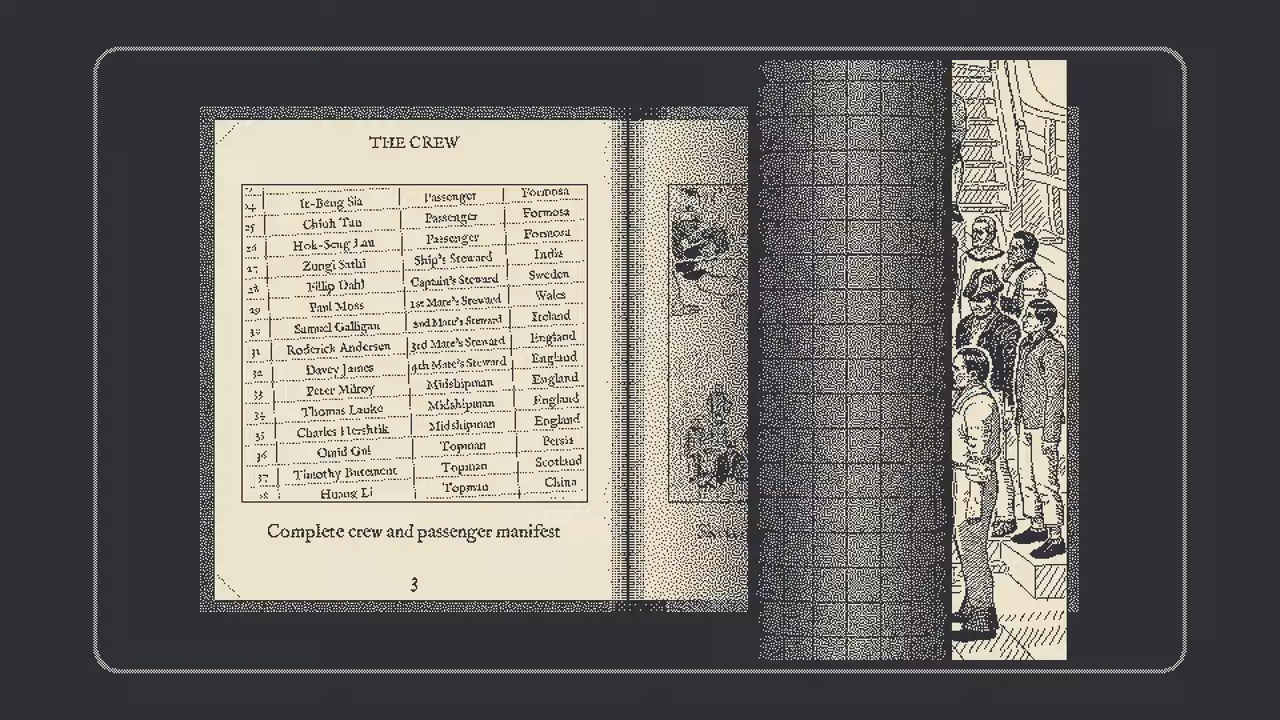 THE CREW
24 It-Beng Sia Passenger Formosa
25 Chioh Tan Passenger Formosa
26 Hok-Seng Lau Passenger Formosa
27 Zungi Sathi Ship's Steward India
28 Filip Dahl Captain's Steward Sweden
29 Paul Moss 1st Mate's Steward Wales
30 Samuel Galligan 2nd Mate's Steward Ireland
31 Roderick Andersen 3rd Mate's Steward England
32 Davey James 4th Mate's Steward England
33 Peter Milroy Midshipman England
34 Thomas Lanke Midshipman England
35 Charles Hershtik Midshipman England
36 Omid Gul Topman Persia
37 Timothy Butement Topman Scotland
38 Huang Li Topman China
Complete crew and passenger manifest
3